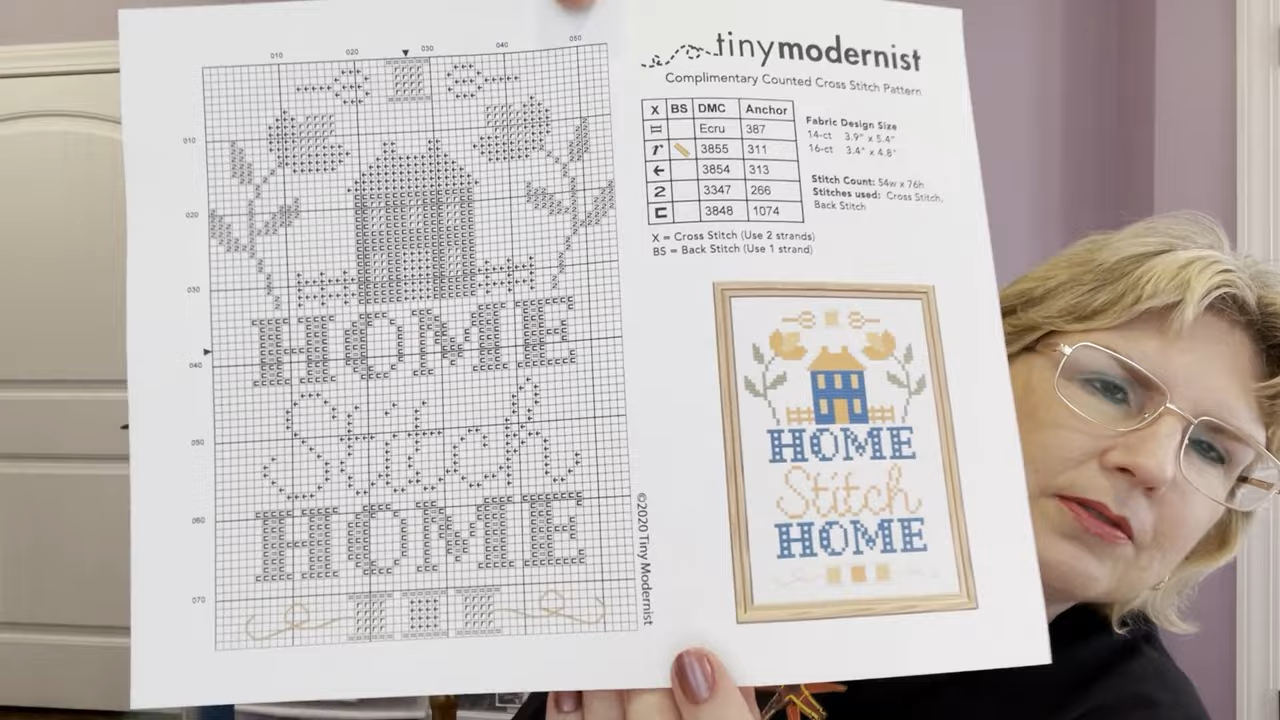 010 020 030 040 050
010
020
030
040
050
060
070
HOME
Stitch
HOME
©2020 Tiny Modernist
tinymodernist
Complimentary Counted Cross Stitch Pattern
X BS DMC Anchor
Ecru 387
r 3855 311
← 3854 313
2 3347 266
3848 1074
X = Cross Stitch (Use 2 strands)
BS = Back Stitch (Use 1 strand)
Fabric Design Size
14-ct 3.9" x 5.4"
16-ct 3.4" x 4.8"
Stitch Count: 54w x 76h
Stitches used: Cross Stitch,
Back Stitch
HOME
Stitch
HOME